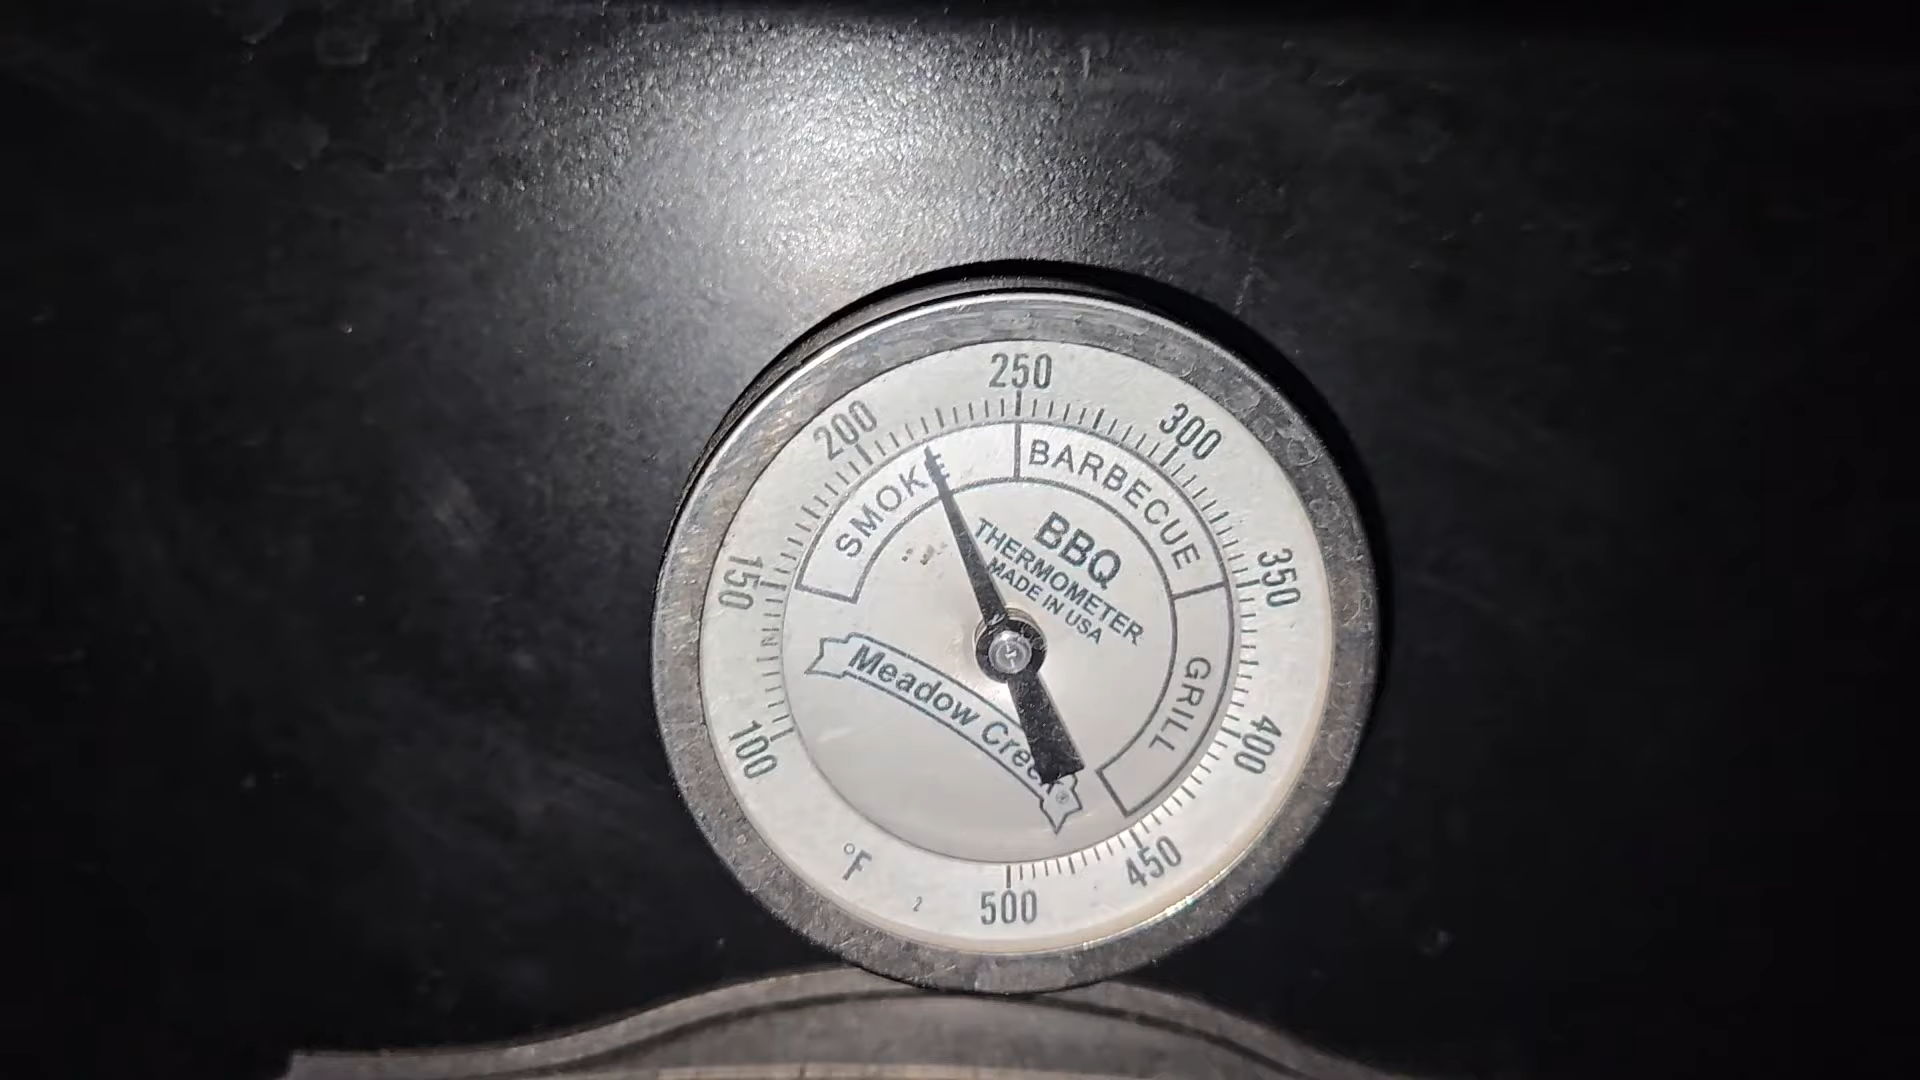 250
200
300
150
350
100
400
450
500
SMOKE
BARBECUE
GRILL
BBQ
THERMOMETER
MADE IN USA
Meadow Creek®
°F
2